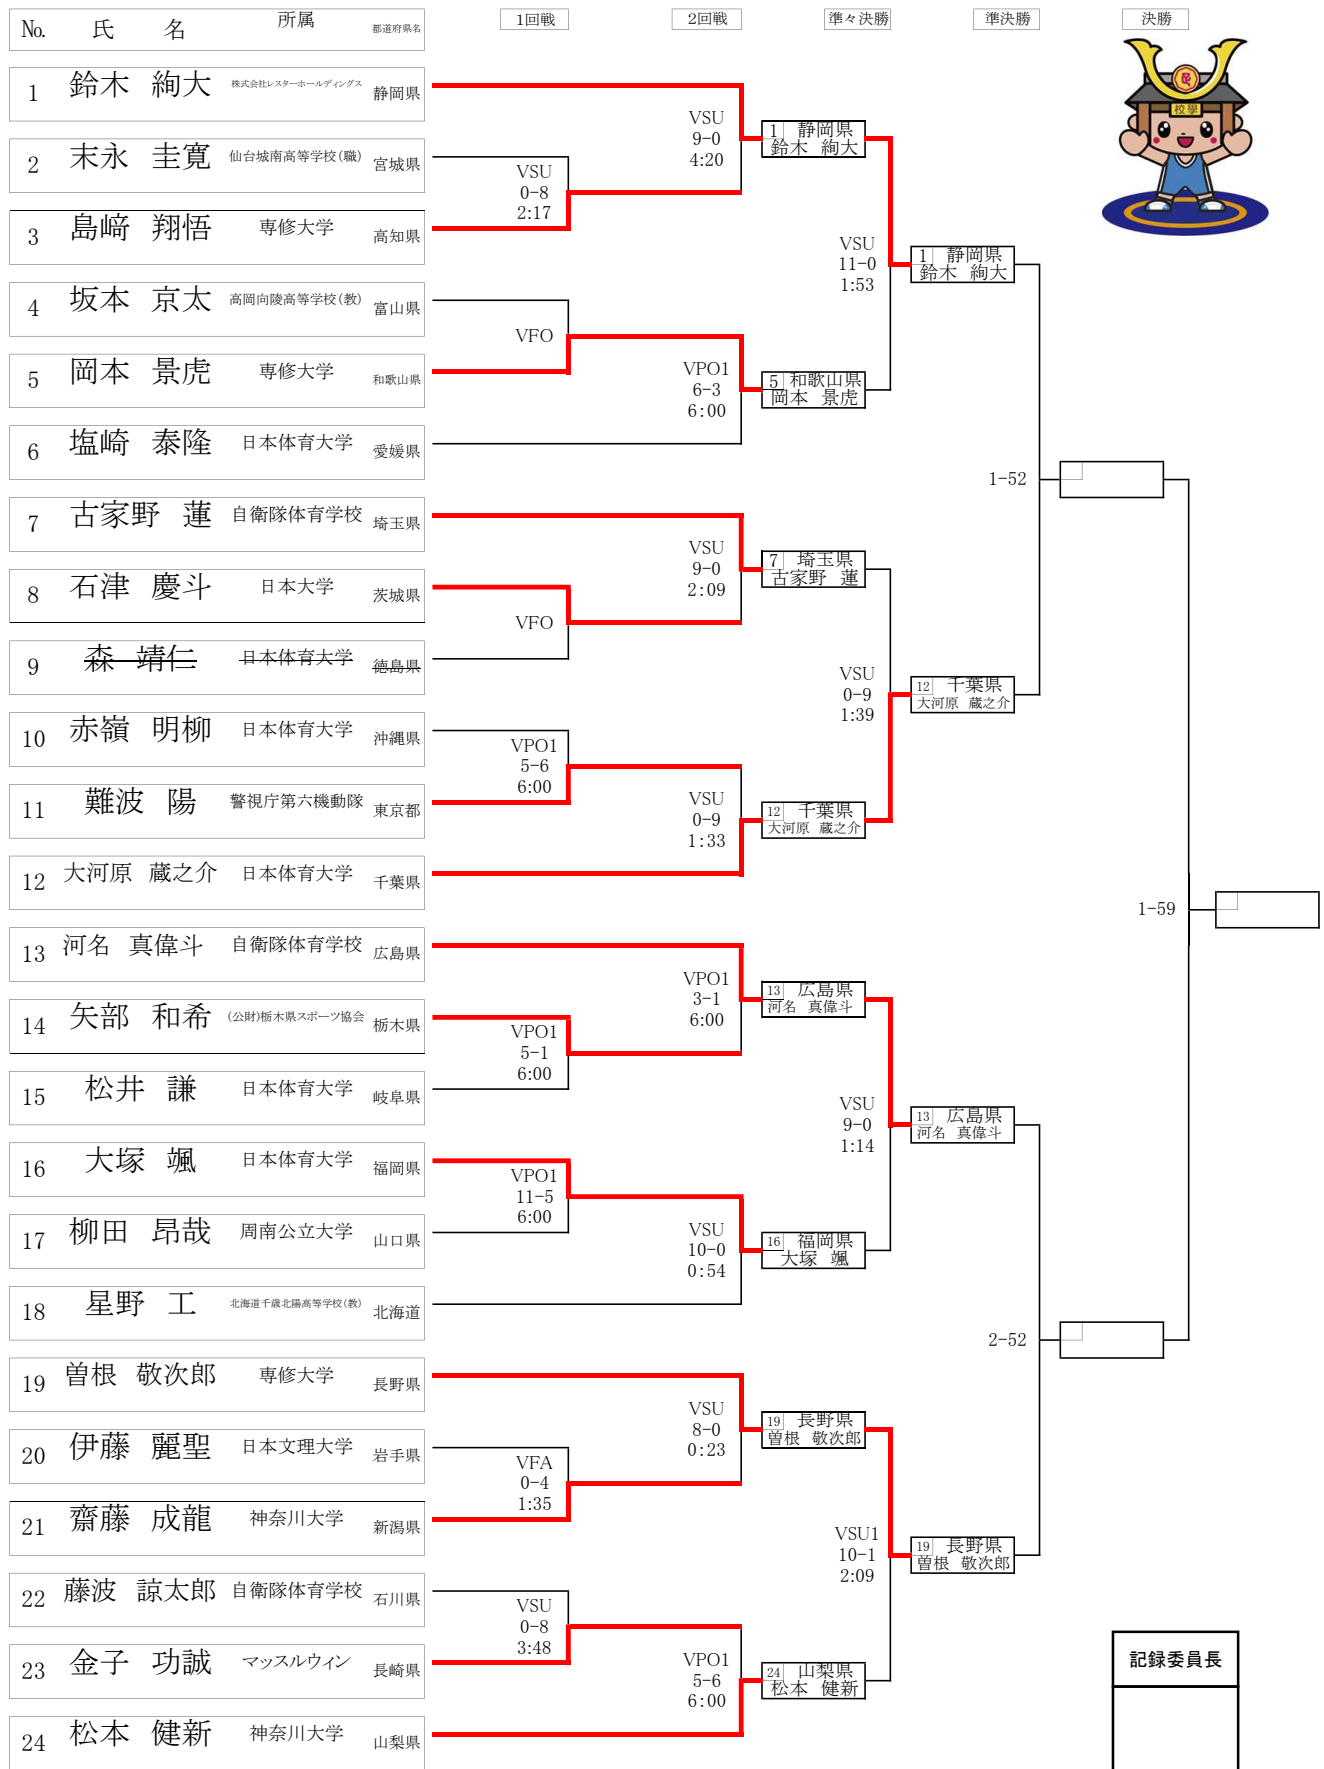 No. 氏 名 所属 都道府県名 1回戦 2回戦 準々決勝 準決勝 決勝
1 鈴木 絢大 株式会社レスターホールディングス 静岡県
2 末永 圭寛 仙台城南高等学校(職) 宮城県
3 島﨑 翔悟 専修大学 高知県
4 坂本 京太 高岡向陵高等学校(教) 富山県
5 岡本 景虎 専修大学 和歌山県
6 塩崎 泰隆 日本体育大学 愛媛県
7 古家野 蓮 自衛隊体育学校 埼玉県
8 石津 慶斗 日本大学 茨城県
9 森 靖仁 日本体育大学 徳島県
10 赤嶺 明柳 日本体育大学 沖縄県
11 難波 陽 警視庁第六機動隊 東京都
12 大河原 蔵之介 日本体育大学 千葉県
13 河名 真偉斗 自衛隊体育学校 広島県
14 矢部 和希 (公財)栃木県スポーツ協会 栃木県
15 松井 謙 日本体育大学 岐阜県
16 大塚 颯 日本体育大学 福岡県
17 柳田 昂哉 周南公立大学 山口県
18 星野 工 北海道千歳北陽高等学校(教) 北海道
19 曽根 敬次郎 専修大学 長野県
20 伊藤 麗聖 日本文理大学 岩手県
21 齋藤 成龍 神奈川大学 新潟県
22 藤波 諒太郎 自衛隊体育学校 石川県
23 金子 功誠 マッスルウィン 長崎県
24 松本 健新 神奈川大学 山梨県
VSU
0-8
2:17
VFO
VFO
VPO1
5-6
6:00
VPO1
5-1
6:00
VPO1
11-5
6:00
VFA
0-4
1:35
VSU
0-8
3:48
VSU
9-0
4:20
VPO1
6-3
6:00
VSU
9-0
2:09
VSU
0-9
1:33
VPO1
3-1
6:00
VSU
10-0
0:54
VSU
8-0
0:23
VPO1
5-6
6:00
1 静岡県
鈴木 絢大
5 和歌山県
岡本 景虎
7 埼玉県
古家野 蓮
12 千葉県
大河原 蔵之介
13 広島県
河名 真偉斗
16 福岡県
大塚 颯
19 長野県
曽根 敬次郎
24 山梨県
松本 健新
VSU
11-0
1:53
VSU
0-9
1:39
VSU
9-0
1:14
VSU1
10-1
2:09
1 静岡県
鈴木 絢大
12 千葉県
大河原 蔵之介
13 広島県
河名 真偉斗
19 長野県
曽根 敬次郎
1-52
2-52
1-59
校學
記録委員長